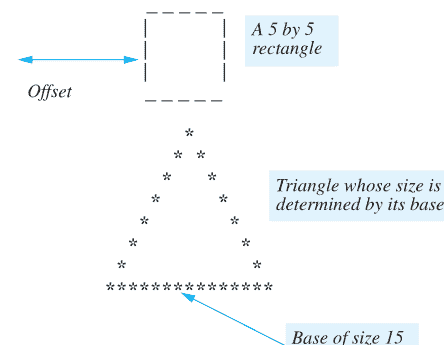 A 5 by 5
rectangle
Offset
Triangle whose size is
determined by its base
***************
Base of size 15